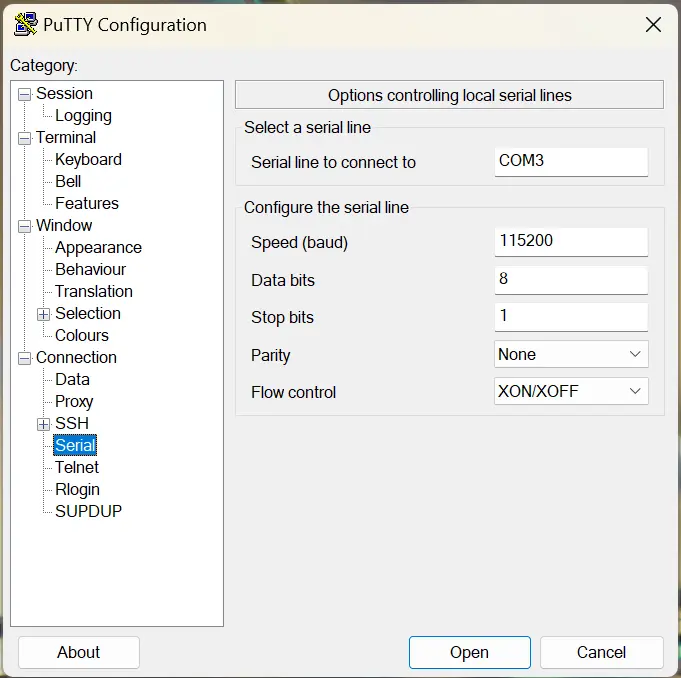 PuTTY Configuration
Category:
Session
Logging
Terminal
Keyboard
Bell
Features
Window
Appearance
Behaviour
Translation
Selection
Colours
Connection
Data
Proxy
SSH
Serial
Telnet
Rlogin
SUPDUP
Options controlling local serial lines
Select a serial line
Serial line to connect to COM3
Configure the serial line
Speed (baud) 115200
Data bits 8
Stop bits 1
Parity None
Flow control XON/XOFF
About Open Cancel